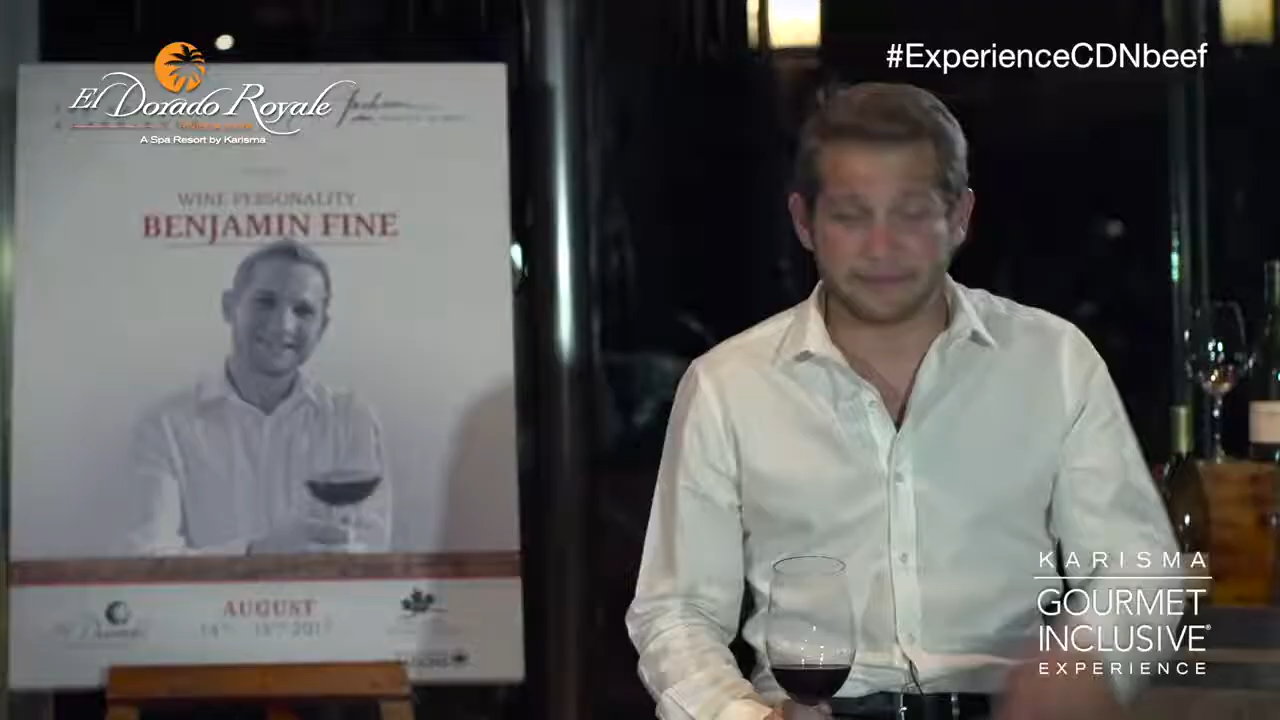 #ExperienceCDNbeef
El Dorado Royale
A Spa Resort by Karisma
WINE PERSONALITY
BENJAMIN FINE
AUGUST
KARISMA
GOURMET
INCLUSIVE®
EXPERIENCE